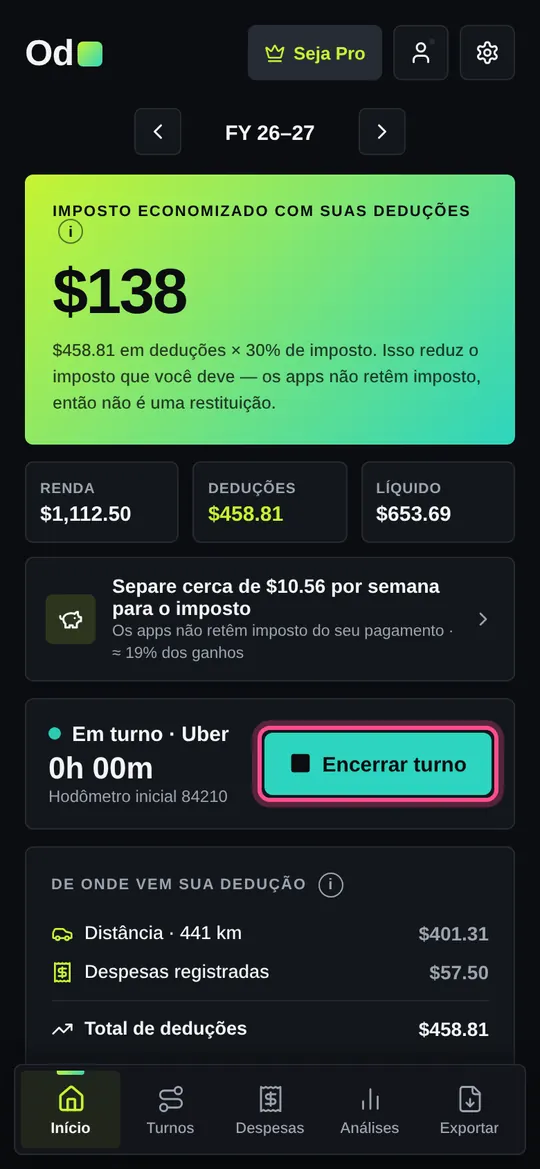 Od
Seja Pro
FY 26–27
IMPOSTO ECONOMIZADO COM SUAS DEDUÇÕES
i
$138
$458.81 em deduções × 30% de imposto. Isso reduz o
imposto que você deve — os apps não retêm imposto,
então não é uma restituição.
RENDA
$1,112.50
DEDUÇÕES
$458.81
LÍQUIDO
$653.69
Separe cerca de $10.56 por semana
para o imposto
Os apps não retêm imposto do seu pagamento ·
≈ 19% dos ganhos
Em turno · Uber
0h 00m
Hodômetro inicial 84210
Encerrar turno
DE ONDE VEM SUA DEDUÇÃO i
Distância · 441 km $401.31
Despesas registradas $57.50
Total de deduções $458.81
Início Turnos Despesas Análises Exportar